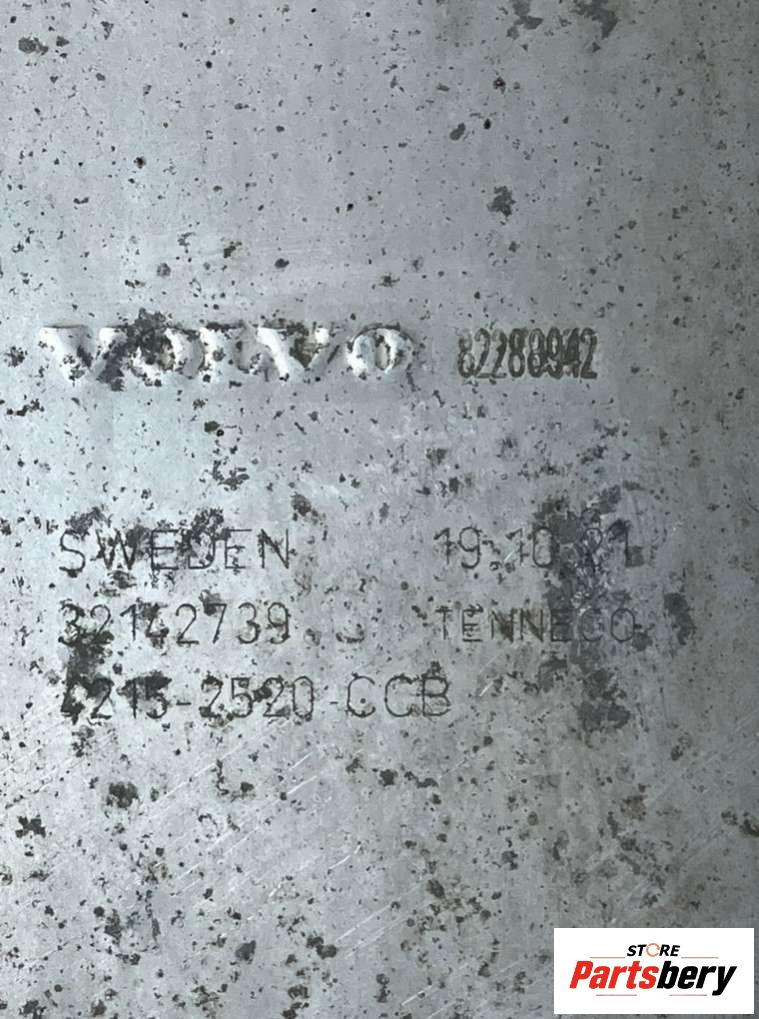 VOLVO 82288942
SWEDEN 19.10.21
32142739 TENNECO
4215-2520-CCB
STORE
Partsbery